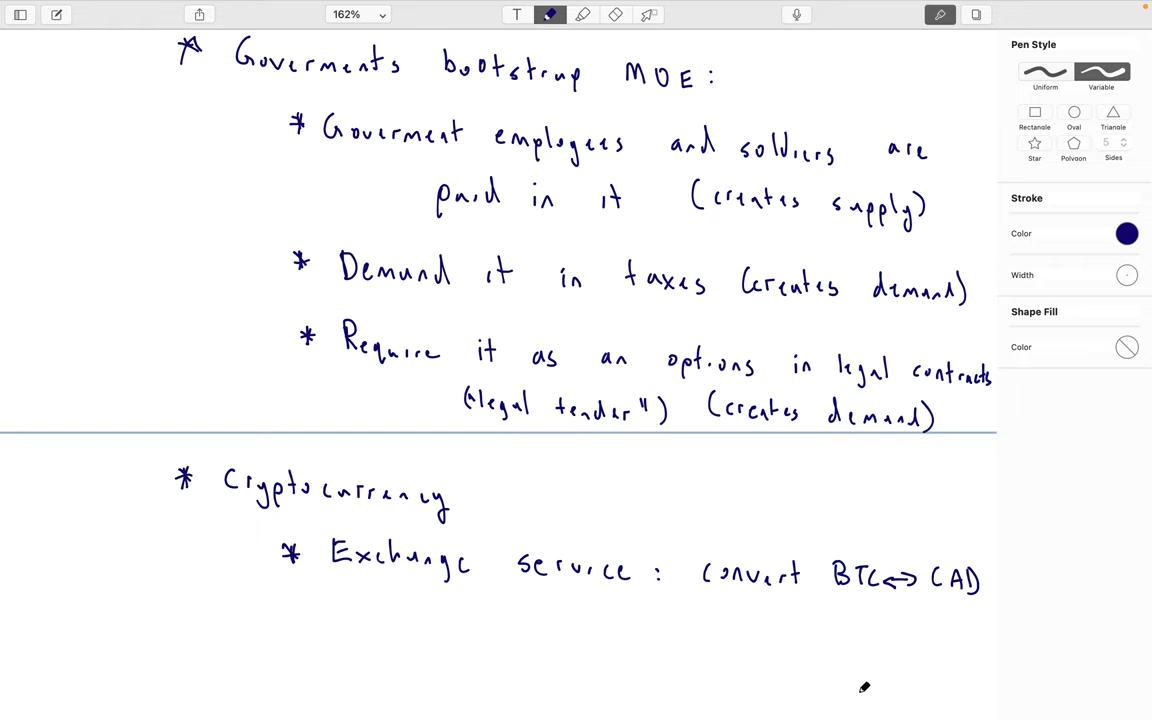 162%
T
* Goverments bootstrap MOE:
* Goverment employees and soldiers are
paid in it (creates supply)
* Demand it in taxes (creates demand)
* Require it as an options in legal contracts
("legal tender") (creates demand)
* Cryptocurrency
* Exchange service: convert BTC<->CAD
Pen Style
Uniform Variable
Rectangle Oval Triangle
5
Star Polygon Sides
Stroke
Color
Width
Shape Fill
Color